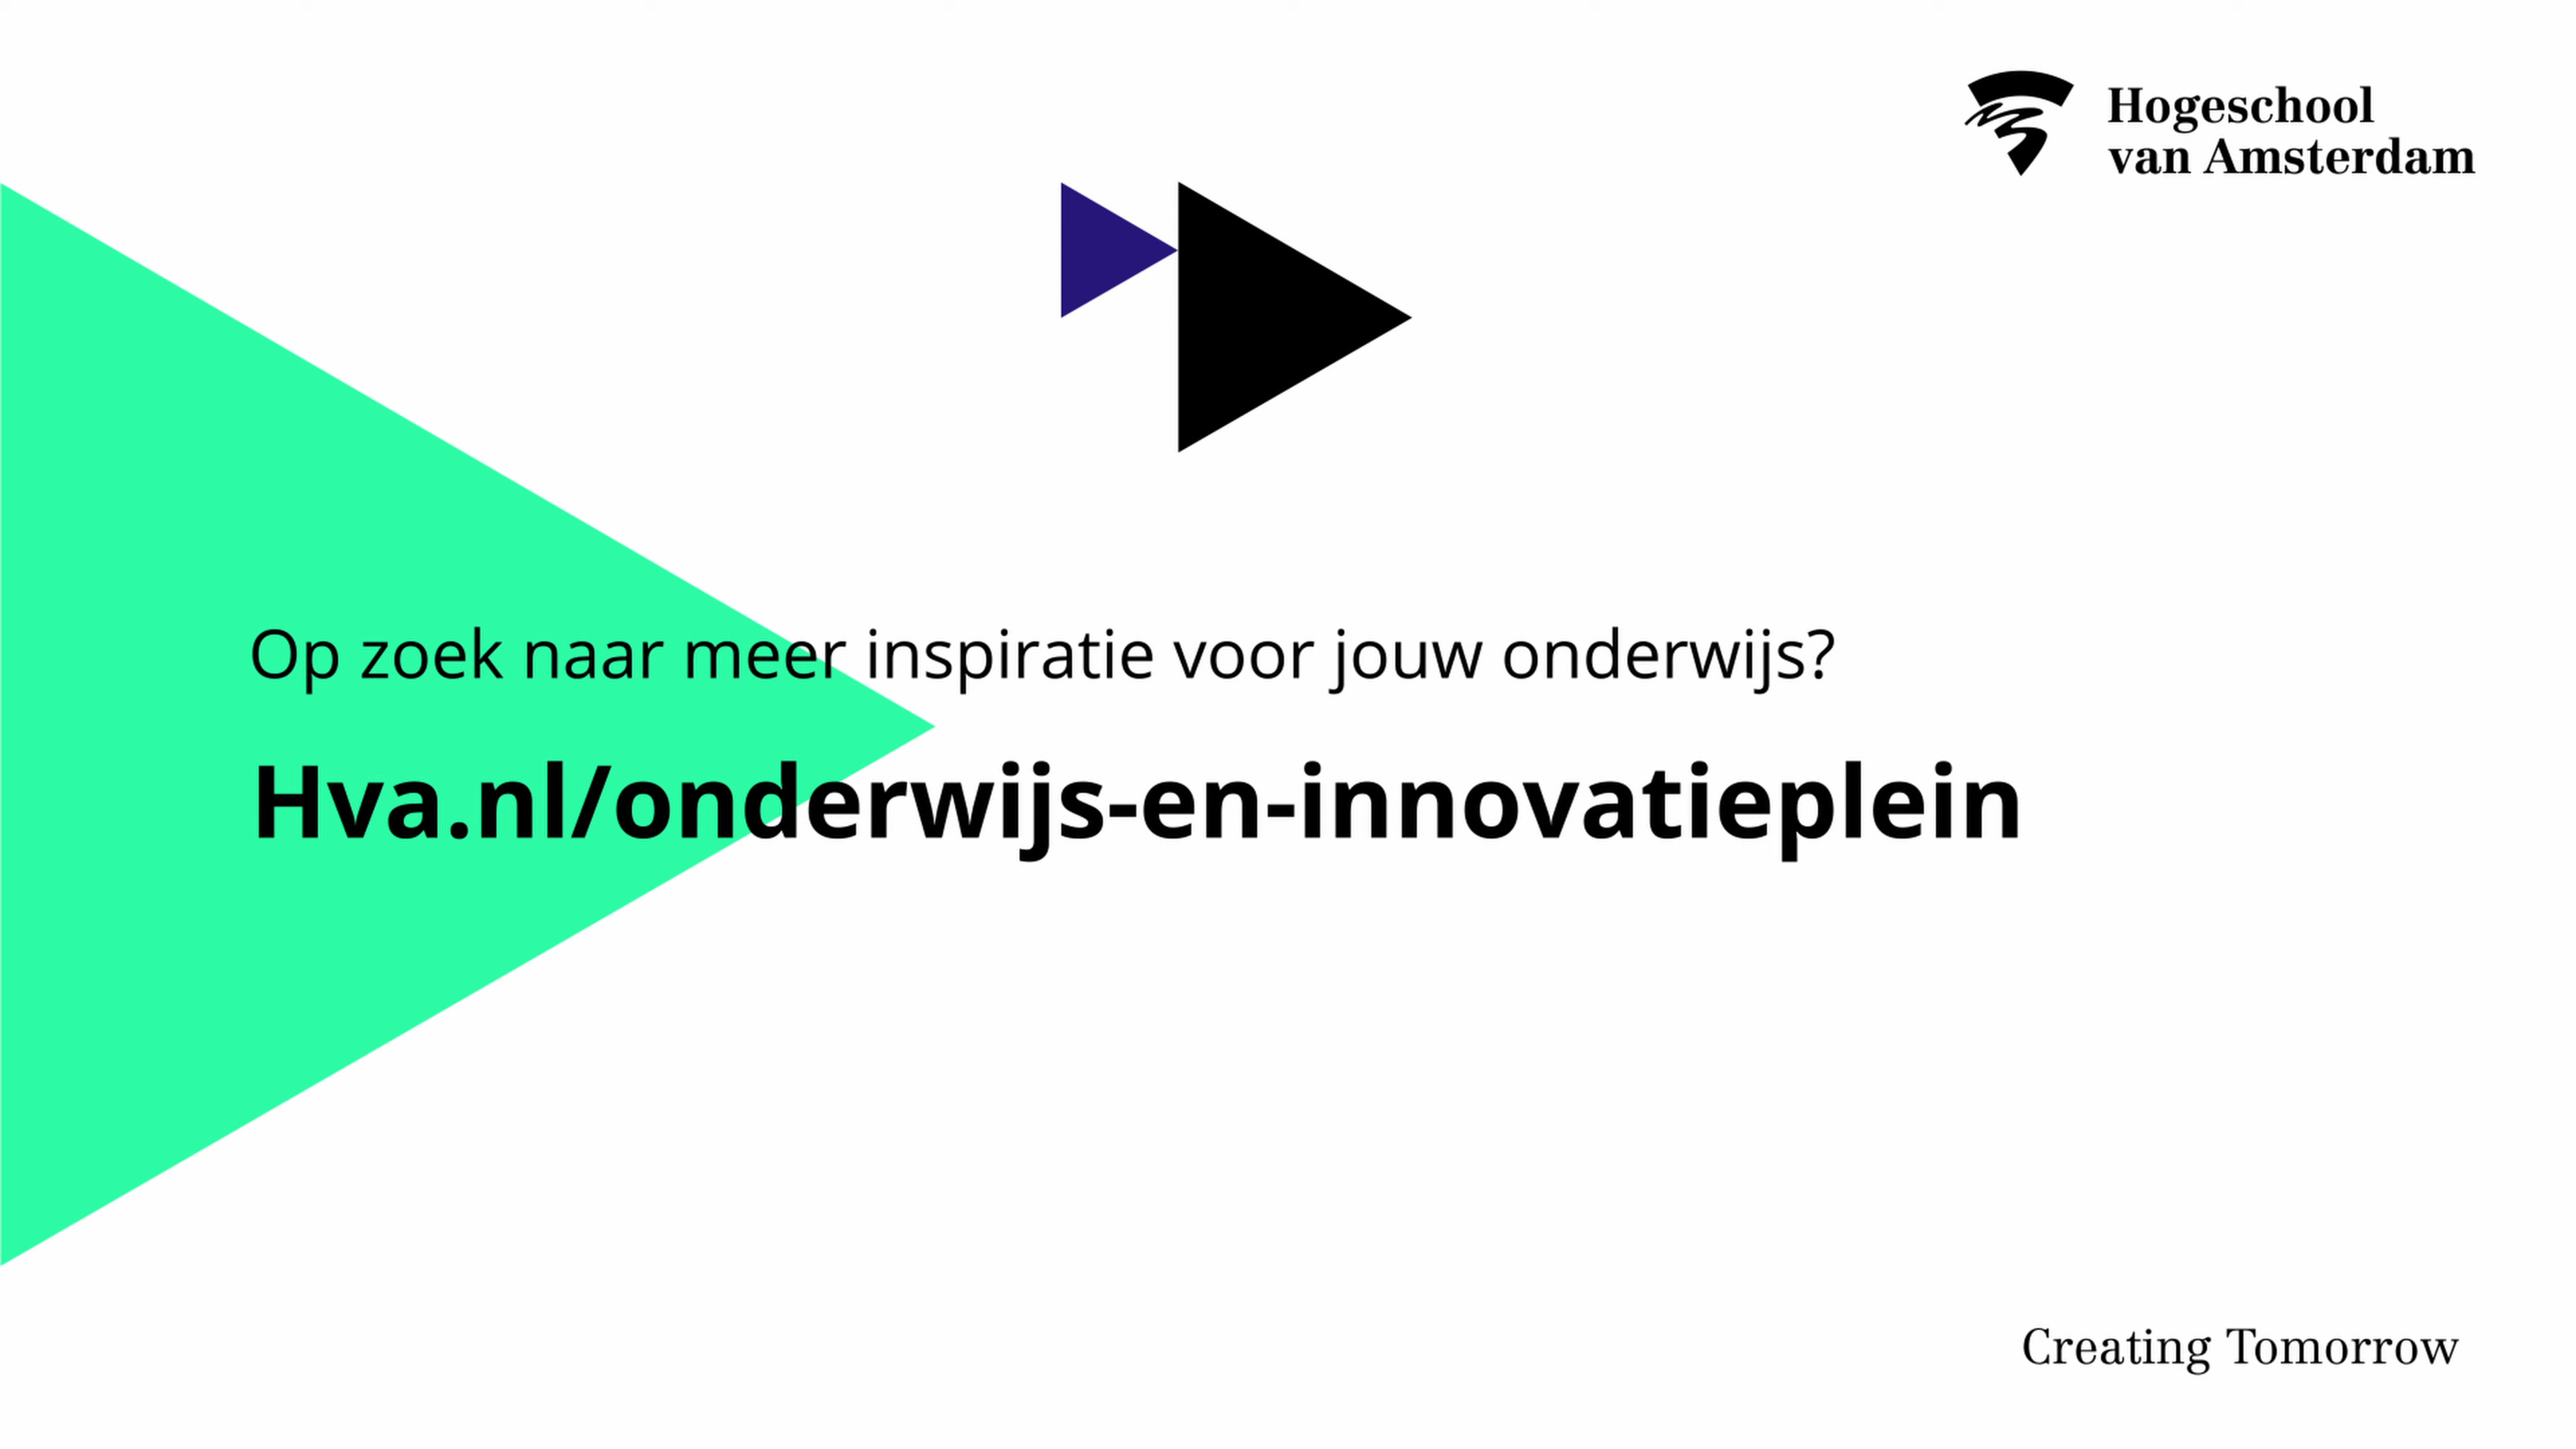 Hogeschool
van Amsterdam
Op zoek naar meer inspiratie voor jouw onderwijs?
Hva.nl/onderwijs-en-innovatieplein
Creating Tomorrow